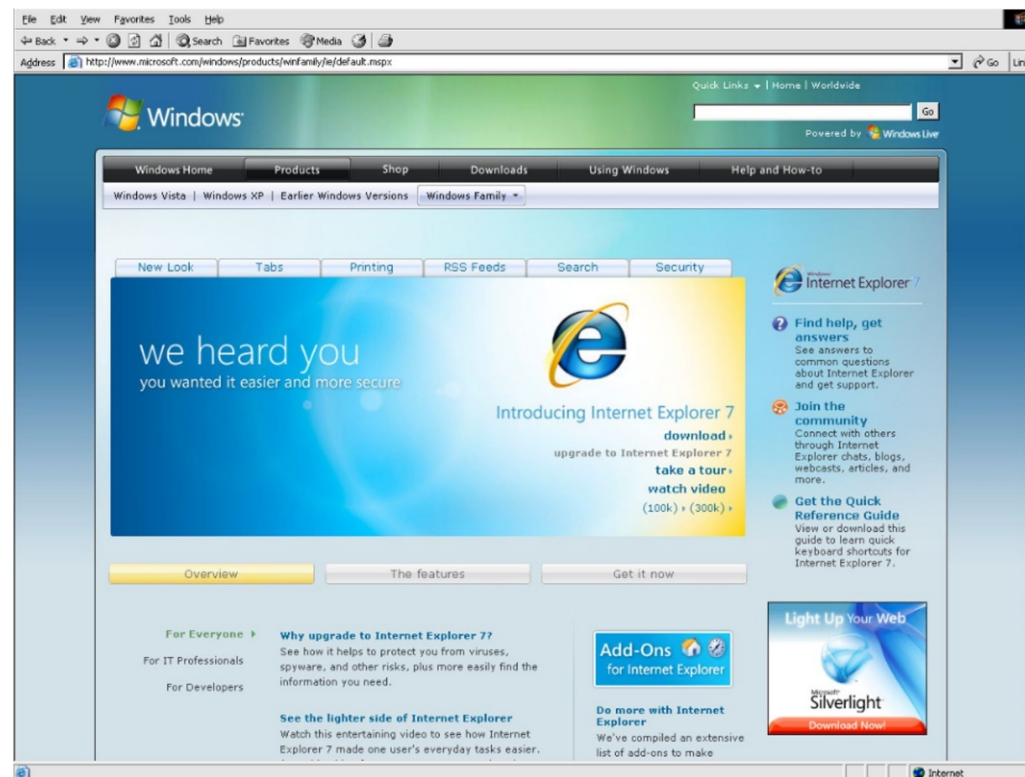 File Edit View Favorites Tools Help
Back Search Favorites Media
Address http://www.microsoft.com/windows/products/winfamily/ie/default.mspx Go
Quick Links | Home | Worldwide
Windows
Go
Powered by Windows Live
Windows Home Products Shop Downloads Using Windows Help and How-to
Windows Vista | Windows XP | Earlier Windows Versions Windows Family
New Look Tabs Printing RSS Feeds Search Security
we heard you
you wanted it easier and more secure
Introducing Internet Explorer 7
download
upgrade to Internet Explorer 7
take a tour
watch video
(100k) (300k)
Windows
Internet Explorer 7
Find help, get
answers
See answers to
common questions
about Internet Explorer
and get support.
Join the
community
Connect with others
through Internet
Explorer chats, blogs,
webcasts, articles, and
more.
Get the Quick
Reference Guide
View or download this
guide to learn quick
keyboard shortcuts for
Internet Explorer 7.
Overview The features Get it now
For Everyone
For IT Professionals
For Developers
Why upgrade to Internet Explorer 7?
See how it helps to protect
you from viruses,
spyware, and other risks, plus more easily find the
information you need.
See the lighter side of Internet Explorer
Watch this entertaining video to see how Internet
Explorer 7 made one user's everyday tasks easier.
Add-Ons
for Internet Explorer
Do more with Internet
Explorer
We've compiled an extensive
list of add-ons to make
Light Up Your Web
Microsoft
Silverlight
Download Now!
Internet